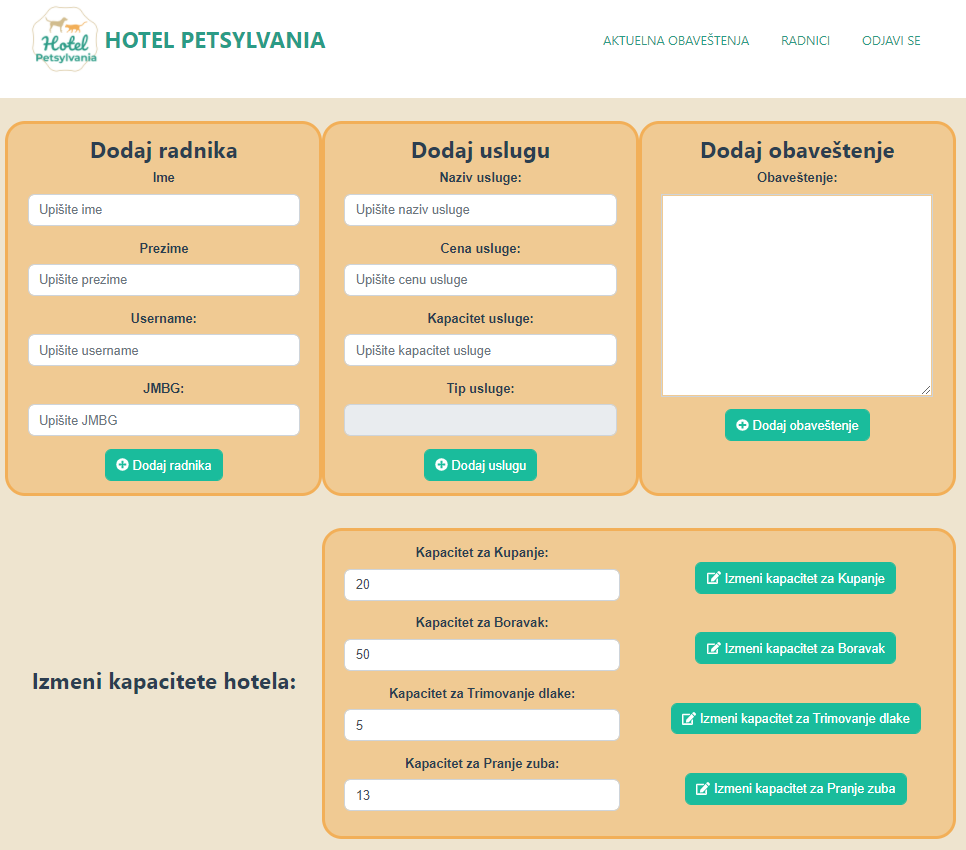 Hotel
Petsylvania
HOTEL PETSYLVANIA
AKTUELNA OBAVEŠTENJA
RADNICI
ODJAVI SE
Dodaj radnika
Ime
Upišite ime
Prezime
Upišite prezime
Username:
Upišite username
JMBG:
Upišite JMBG
Dodaj radnika
Dodaj uslugu
Naziv usluge:
Upišite naziv usluge
Cena usluge:
Upišite cenu usluge
Kapacitet usluge:
Upišite kapacitet usluge
Tip usluge:
Dodaj uslugu
Dodaj obaveštenje
Obaveštenje:
Dodaj obaveštenje
Izmeni kapacitete hotela:
Kapacitet za Kupanje:
20
Izmeni kapacitet za Kupanje
Kapacitet za Boravak:
50
Izmeni kapacitet za Boravak
Kapacitet za Trimovanje dlake:
5
Izmeni kapacitet za Trimovanje dlake
Kapacitet za Pranje zuba:
13
Izmeni kapacitet za Pranje zuba